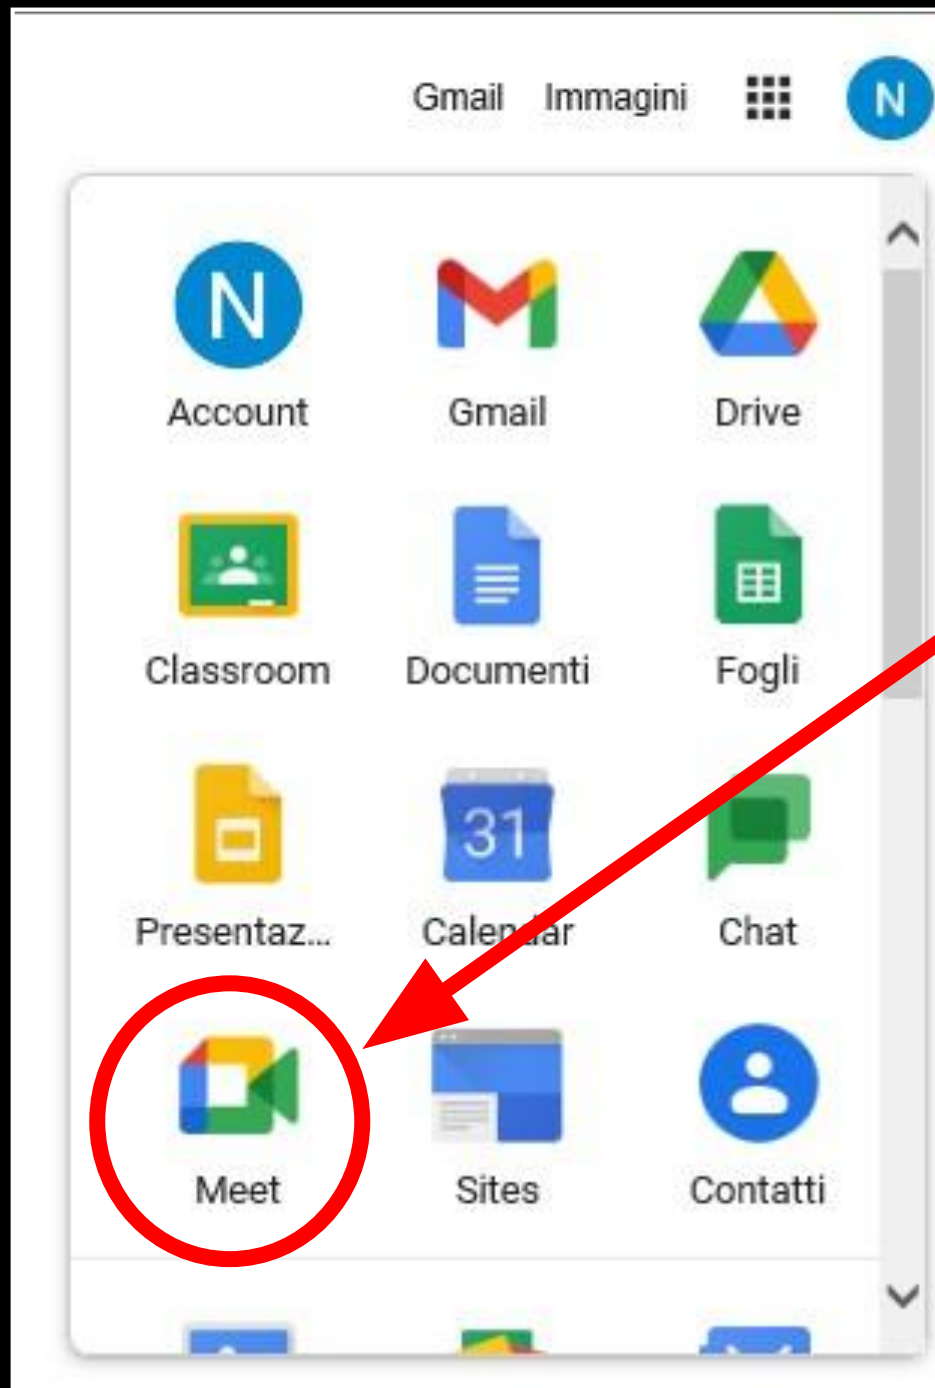 Gmail Immagini N
N
Account Gmail Drive
Classroom Documenti Fogli
31
Presentaz... Calendar Chat
Meet Sites Contatti